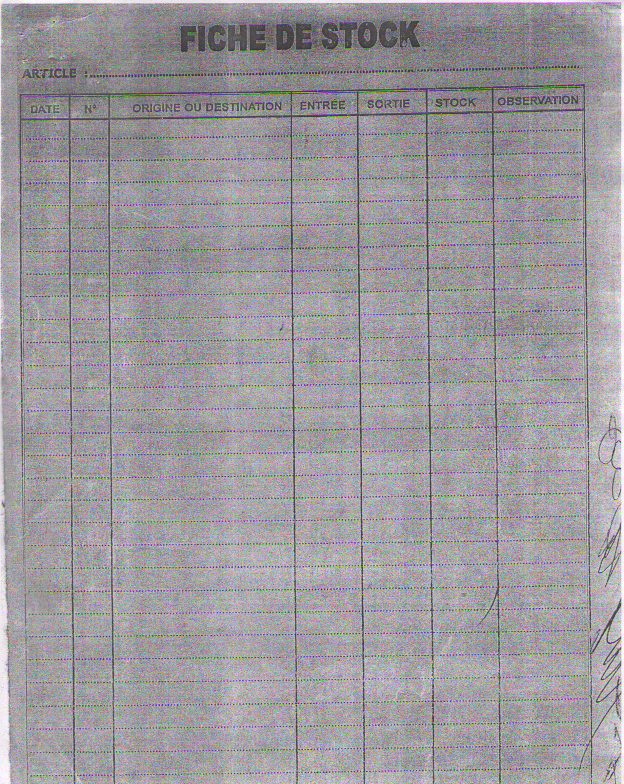 FICHE DE STOCK
ARTICLE :
DATE N° ORIGINE OU DESTINATION ENTRÉE SORTIE STOCK OBSERVATION